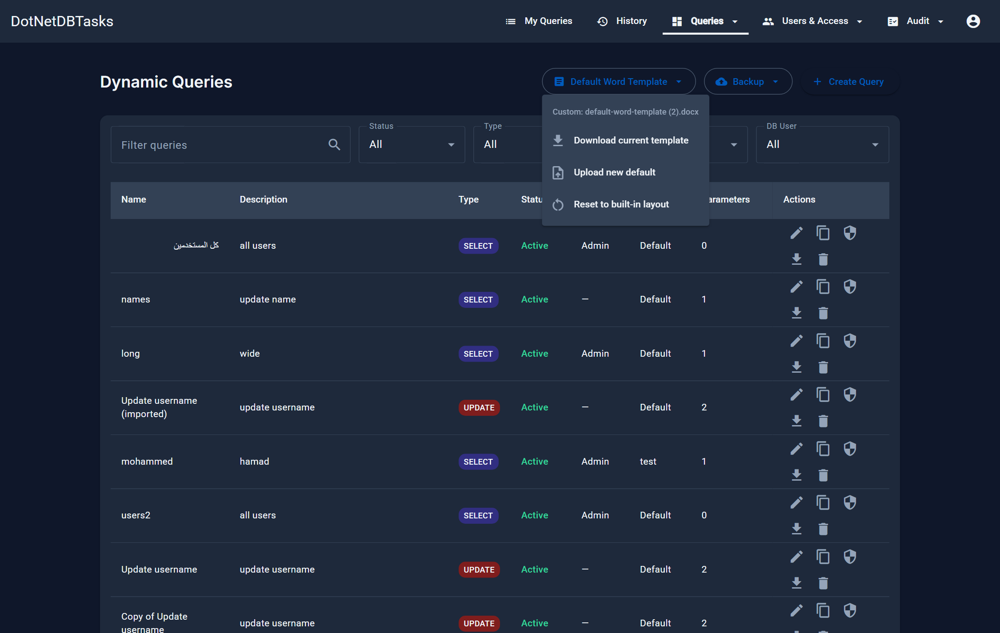 DotNetDBTasks
My Queries
History
Queries
Users & Access
Audit
Dynamic Queries
Default Word Template
Backup
Create Query
Custom: default-word-template (2).docx
Download current template
Upload new default
Reset to built-in layout
Filter queries
Status
All
Type
All
DB User
All
Name Description Type Statu arameters Actions
كل المستخدمين all users SELECT Active Admin Default 0
names update name SELECT Active — Default 1
long wide SELECT Active Admin Default 1
Update username
(imported) update username UPDATE Active — Default 2
mohammed hamad SELECT Active Admin test 1
users2 all users SELECT Active Admin Default 0
Update username update username UPDATE Active — Default 2
Copy of Update
username update username UPDATE Active — Default 2